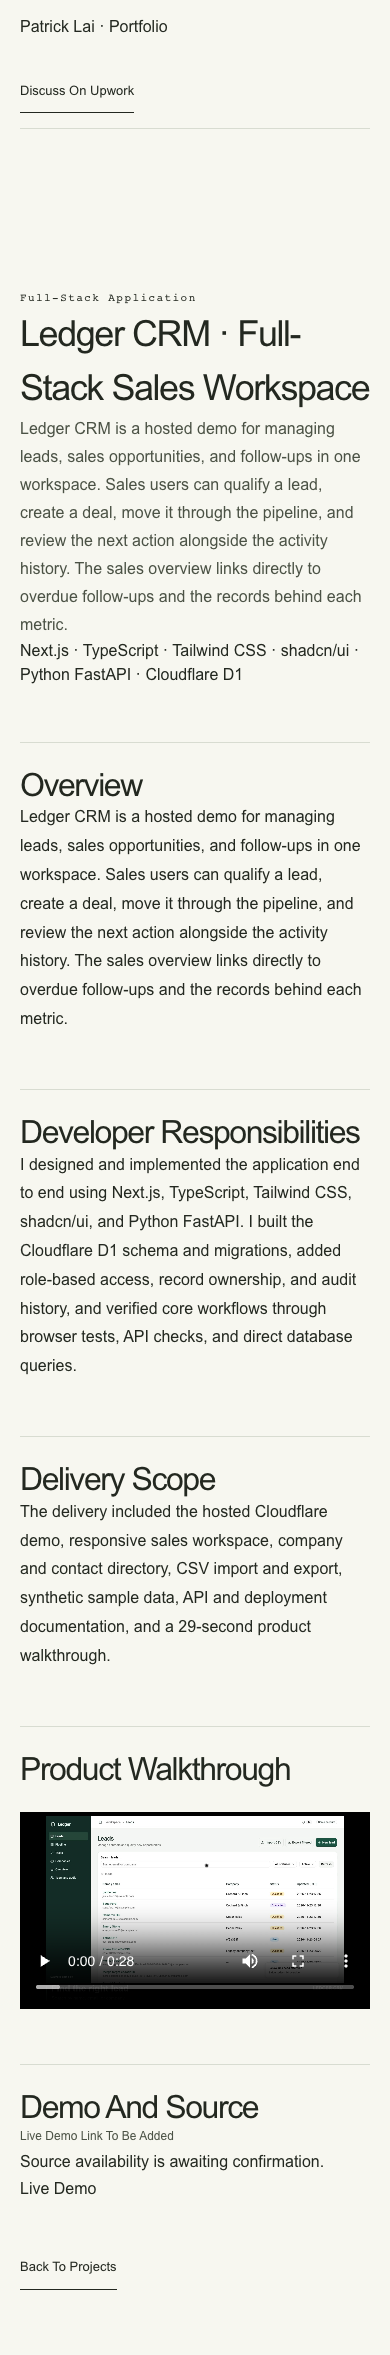 Patrick Lai · Portfolio
Discuss On Upwork
Full-Stack Application
Ledger CRM · Full-
Stack Sales Workspace
Ledger CRM is a hosted demo for managing
leads, sales opportunities, and follow-ups in one
workspace. Sales users can qualify a lead,
create a deal, move it through the pipeline, and
review the next action alongside the activity
history. The sales overview links directly to
overdue follow-ups and the records behind each
metric.
Next.js · TypeScript · Tailwind CSS · shadcn/ui ·
Python FastAPI · Cloudflare D1
Overview
Ledger CRM is a hosted demo for managing
leads, sales opportunities, and follow-ups in one
workspace. Sales users can qualify a lead,
create a deal, move it through the pipeline, and
review the next action alongside the activity
history. The sales overview links directly to
overdue follow-ups and the records behind each
metric.
Developer Responsibilities
I designed and implemented the application end
to end using Next.js, TypeScript, Tailwind CSS,
shadcn/ui, and Python FastAPI. I built the
Cloudflare D1 schema and migrations, added
role-based access, record ownership, and audit
history, and verified core workflows through
browser tests, API checks, and direct database
queries.
Delivery Scope
The delivery included the hosted Cloudflare
demo, responsive sales workspace, company
and contact directory, CSV import and export,
synthetic sample data, API and deployment
documentation, and a 29-second product
walkthrough.
Product Walkthrough
Ledger
Leads
0:00 / 0:28
Demo And Source
Live Demo Link To Be Added
Source availability is awaiting confirmation.
Live Demo
Back To Projects